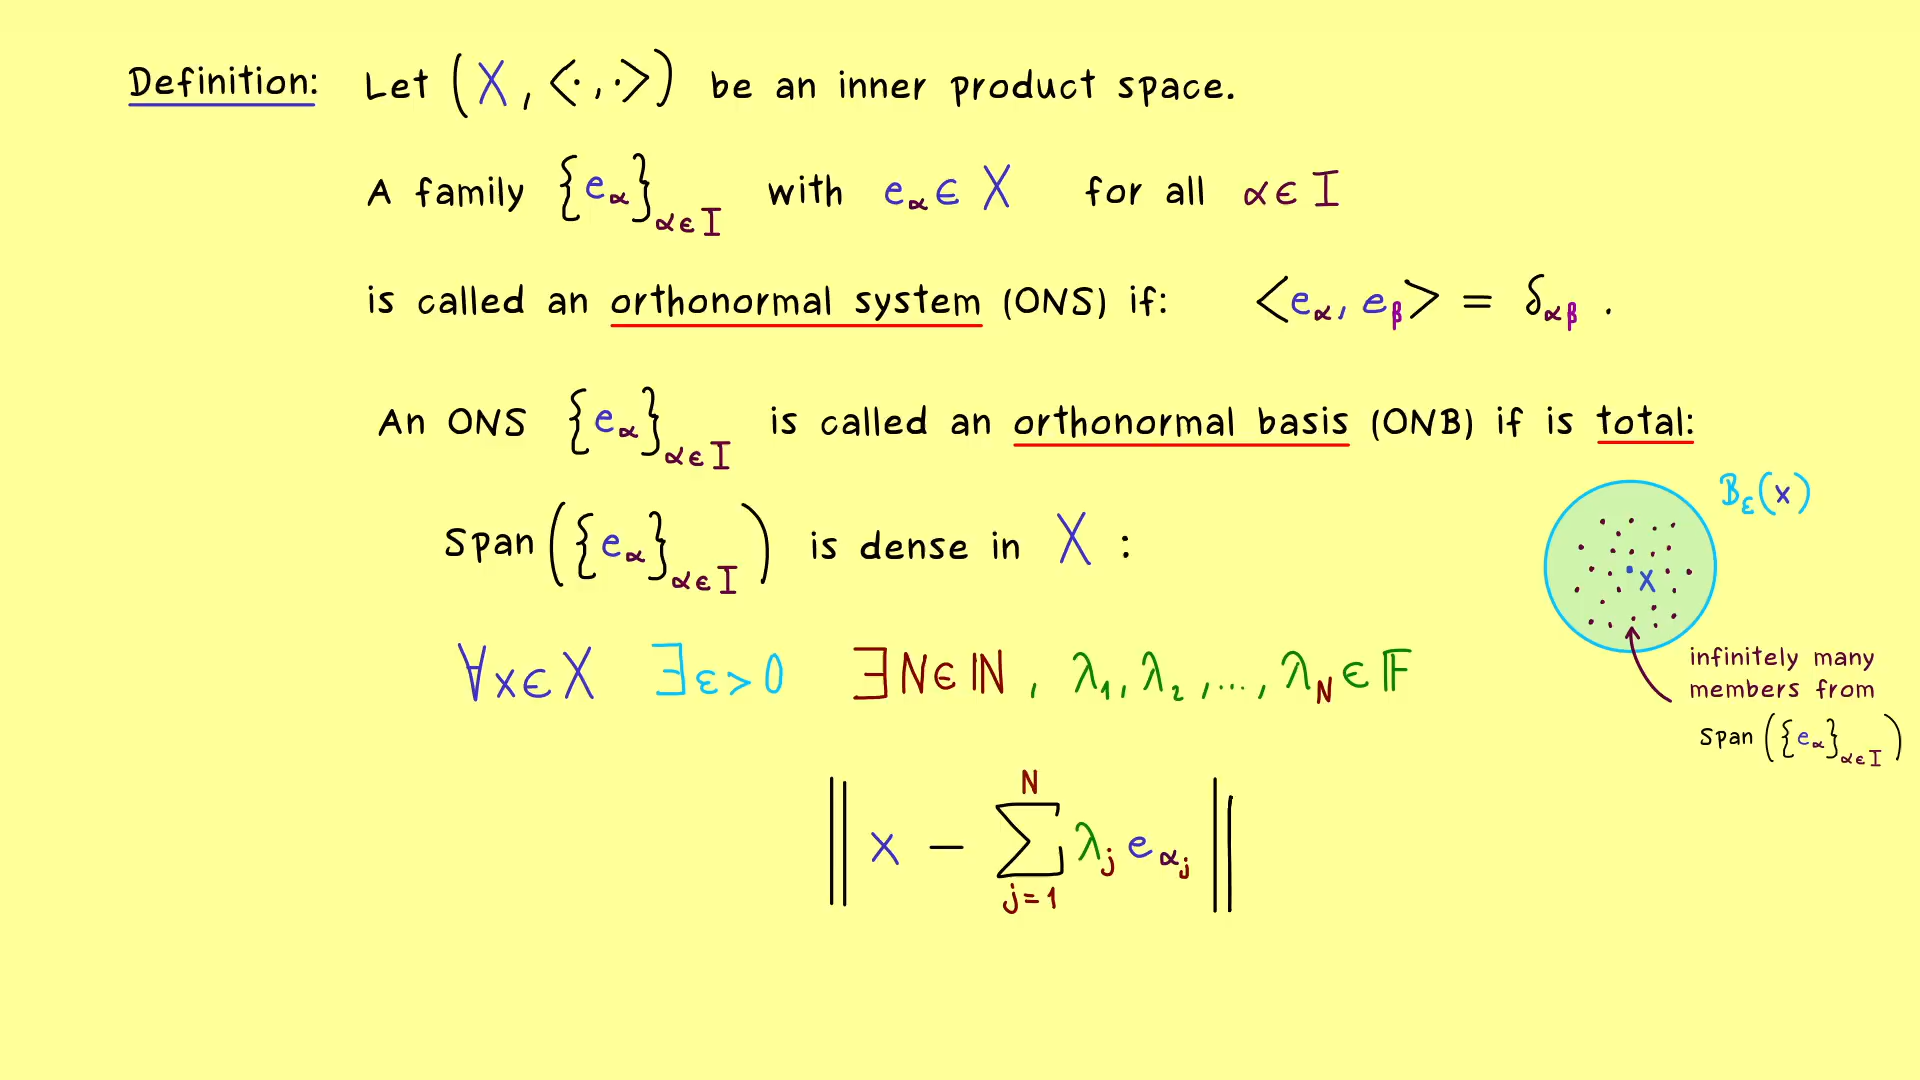 Definition: Let (X, <·,·>) be an inner product space.
A family {e_α}_{α∈I} with e_α ∈ X for all α ∈ I
is called an orthonormal system (ONS) if: <e_α, e_β> = δ_{αβ} .
An ONS {e_α}_{α∈I} is called an orthonormal basis (ONB) if is total:
Span({e_α}_{α∈I}) is dense in X :
∀x∈X ∃ε>0 ∃N∈ℕ , λ_1, λ_2, ..., λ_N ∈ 𝔽
‖ x − ∑_{j=1}^{N} λ_j e_{α_j} ‖
B_ε(x)
x
infinitely many
members from
Span({e_α}_{α∈I})